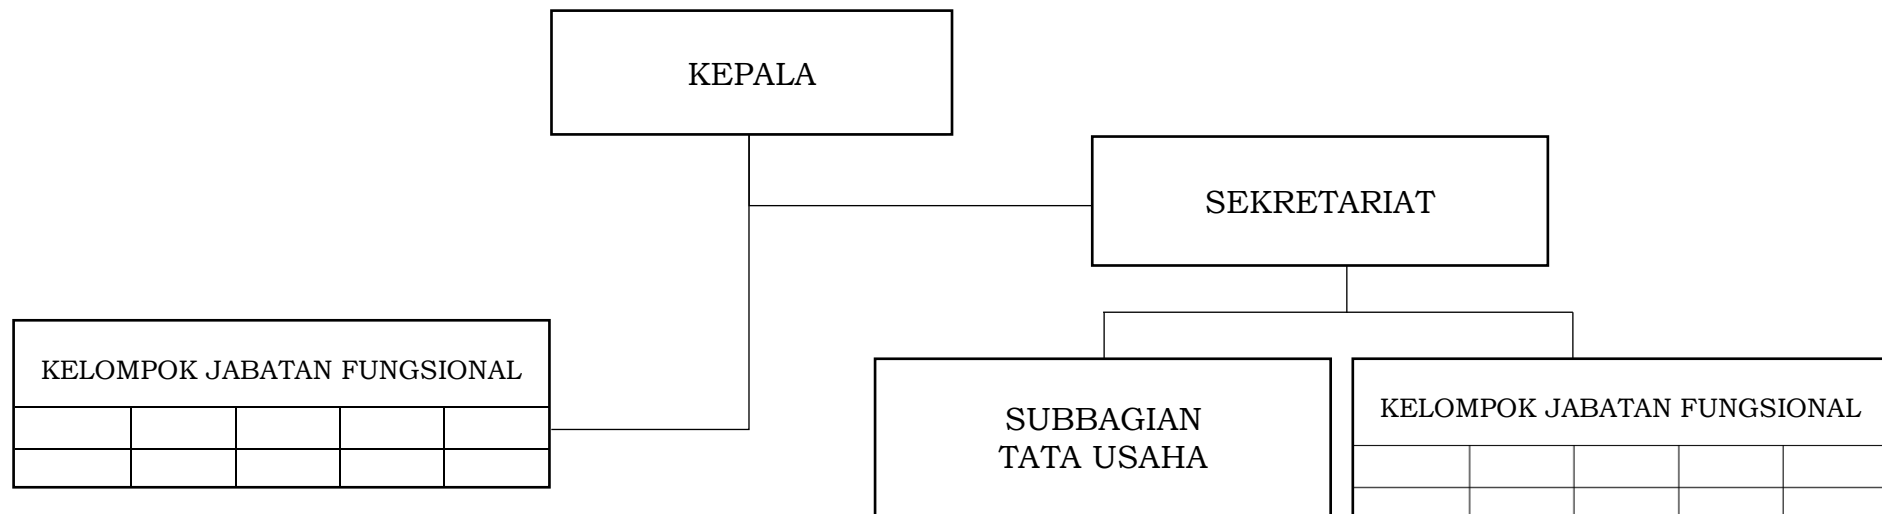 KEPALA
SEKRETARIAT
KELOMPOK JABATAN FUNGSIONAL
SUBBAGIAN
TATA USAHA
KELOMPOK JABATAN FUNGSIONAL